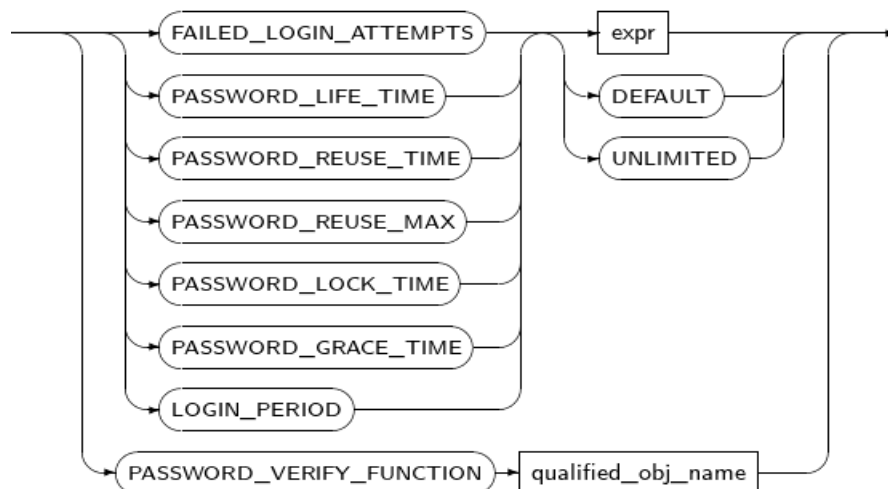 FAILED_LOGIN_ATTEMPTS expr
PASSWORD_LIFE_TIME DEFAULT
PASSWORD_REUSE_TIME UNLIMITED
PASSWORD_REUSE_MAX
PASSWORD_LOCK_TIME
PASSWORD_GRACE_TIME
LOGIN_PERIOD
PASSWORD_VERIFY_FUNCTION qualified_obj_name